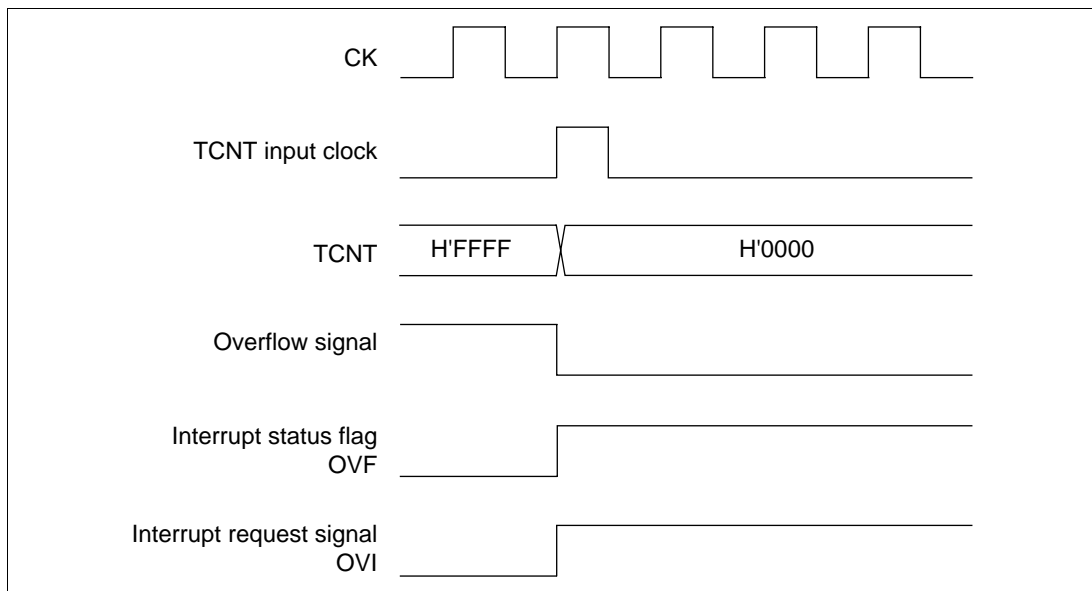 CK
TCNT input clock
TCNT
H'FFFF
H'0000
Overflow signal
Interrupt status flag
OVF
Interrupt request signal
OVI